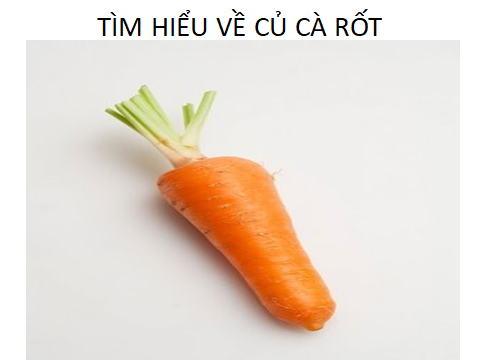 TÌM HIỂU VỀ CỦ CÀ RỐT